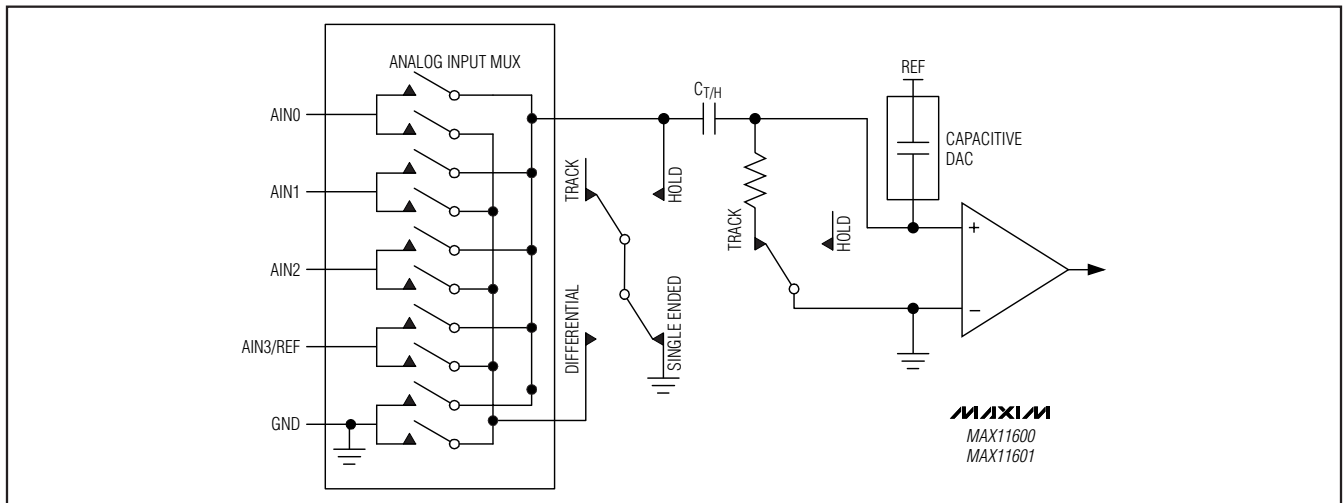 ANALOG INPUT MUX
AIN0
AIN1
AIN2
AIN3/REF
GND
TRACK
HOLD
DIFFERENTIAL
SINGLE ENDED
CT/H
TRACK
HOLD
REF
CAPACITIVE
DAC
+
−
MAXIM
MAX11600
MAX11601